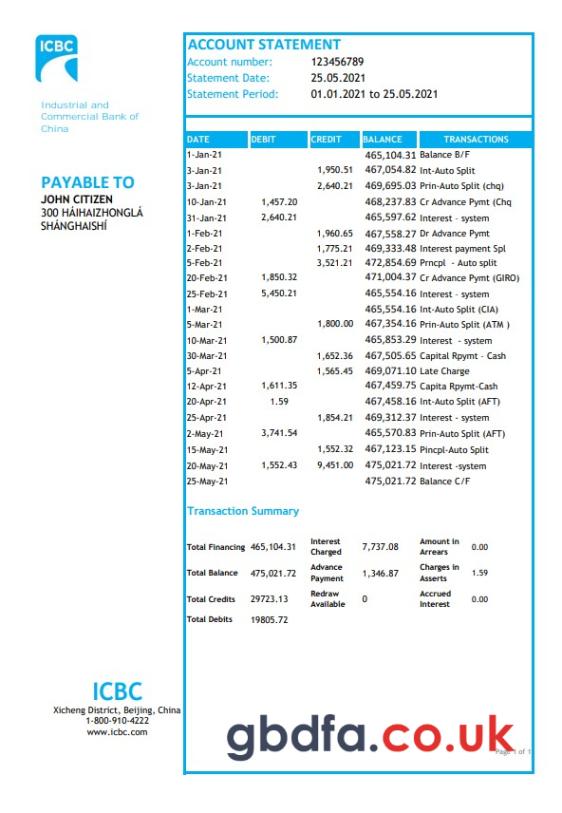 ICBC
Industrial and
Commercial Bank of
China
PAYABLE TO
JOHN CITIZEN
300 HÁIHAIZHONGLÁ
SHÁNGHAISHÍ
ACCOUNT STATEMENT
Account number: 123456789
Statement Date: 25.05.2021
Statement Period: 01.01.2021 to 25.05.2021
DATE DEBIT CREDIT BALANCE TRANSACTIONS
1-Jan-21 465,104.31 Balance B/F
3-Jan-21 1,950.51 467,054.82 Int-Auto Split
3-Jan-21 2,640.21 469,695.03 Prin-Auto Split (chq)
10-Jan-21 1,457.20 468,237.83 Cr Advance Pymt (Chq
31-Jan-21 2,640.21 465,597.62 Interest - system
1-Feb-21 1,960.65 467,558.27 Dr Advance Pymt
2-Feb-21 1,775.21 469,333.48 Interest payment Spl
5-Feb-21 3,521.21 472,854.69 Prncpl - Auto split
20-Feb-21 1,850.32 471,004.37 Cr Advance Pymt (GIRO)
25-Feb-21 5,450.21 465,554.16 Interest - system
1-Mar-21 465,554.16 Int-Auto Split (CIA)
5-Mar-21 1,800.00 467,354.16 Prin-Auto Split (ATM )
10-Mar-21 1,500.87 465,853.29 Interest - system
30-Mar-21 1,652.36 467,505.65 Capital Rpymt - Cash
5-Apr-21 1,565.45 469,071.10 Late Charge
12-Apr-21 1,611.35 467,459.75 Capita Rpymt-Cash
20-Apr-21 1.59 467,458.16 Int-Auto Split (AFT)
25-Apr-21 1,854.21 469,312.37 Interest - system
2-May-21 3,741.54 465,570.83 Prin-Auto Split (AFT)
15-May-21 1,552.32 467,123.15 Pincpl-Auto Split
20-May-21 1,552.43 9,451.00 475,021.72 Interest -system
25-May-21 475,021.72 Balance C/F
Transaction Summary
Total Financing 465,104.31 Interest Charged 7,737.08 Amount in Arrears 0.00
Total Balance 475,021.72 Advance Payment 1,346.87 Charges in Asserts 1.59
Total Credits 29723.13 Redraw Available 0 Accrued Interest 0.00
Total Debits 19805.72
ICBC
Xicheng District, Beijing, China
1-800-910-4222
www.icbc.com
gbdfa.co.uk
Page 1 of 1